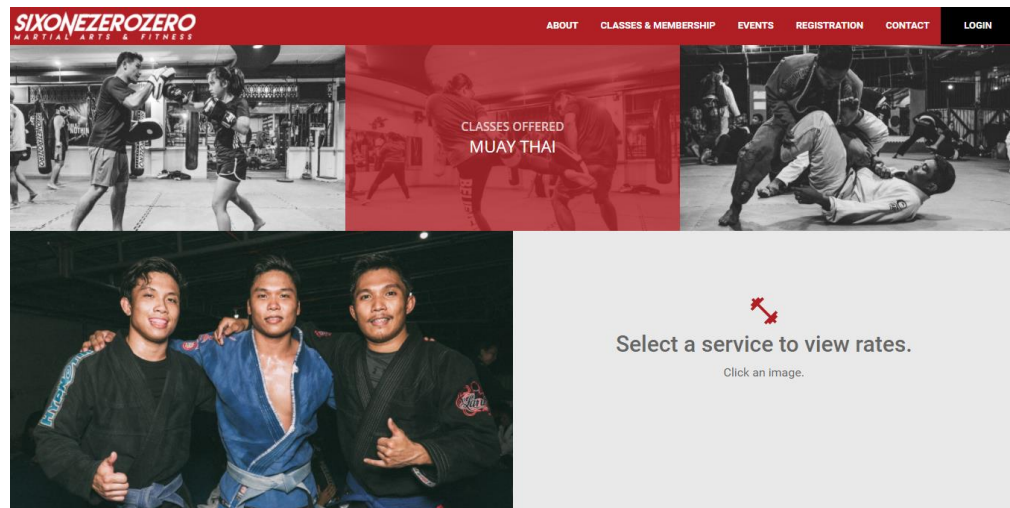 SIXONEZEROZERO
MARTIAL ARTS & FITNESS
ABOUT
CLASSES & MEMBERSHIP
EVENTS
REGISTRATION
CONTACT
LOGIN
CLASSES OFFERED
MUAY THAI
Select a service to view rates.
Click an image.